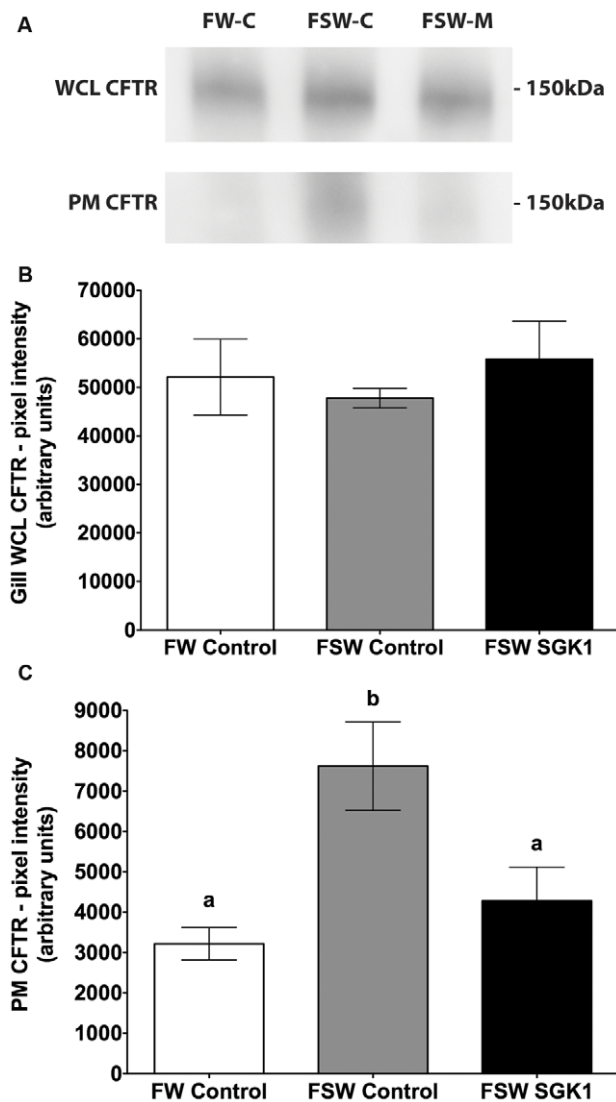 A
FW-C FSW-C FSW-M
WCL CFTR - 150kDa
PM CFTR - 150kDa
B
Gill WCL CFTR - pixel intensity
(arbitrary units)
70000
60000
50000
40000
30000
20000
10000
0
FW Control FSW Control FSW SGK1
C
PM CFTR - pixel intensity
(arbitrary units)
9000
8000
7000
6000
5000
4000
3000
2000
1000
0
a b a
FW Control FSW Control FSW SGK1